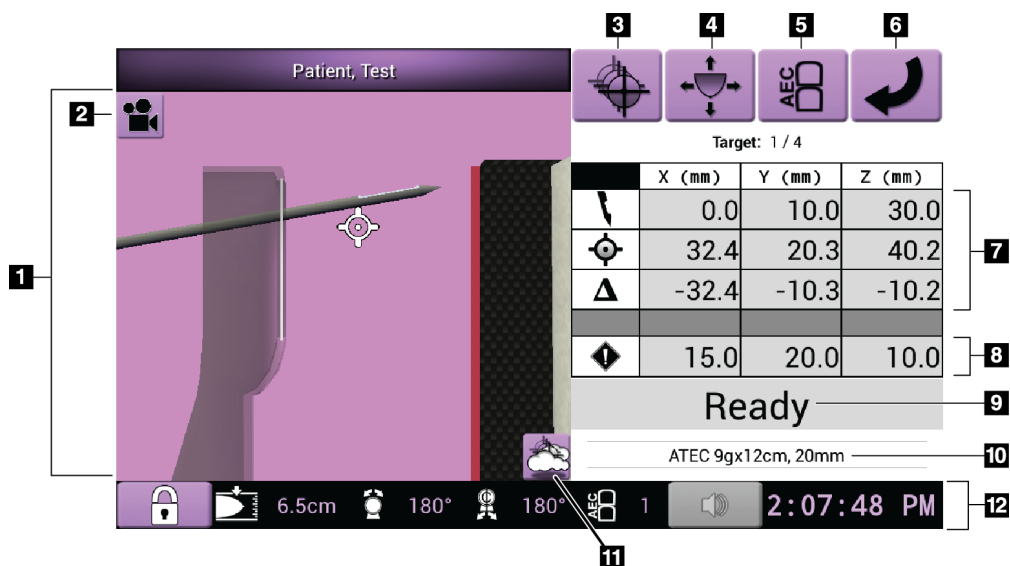 3 4 5 6
Patient, Test
AEC
1
2
Target: 1 / 4
X (mm) Y (mm) Z (mm)
0.0 10.0 30.0
32.4 20.3 40.2
Δ -32.4 -10.3 -10.2
7
! 15.0 20.0 10.0
8
Ready
9
ATEC 9gx12cm, 20mm
10
6.5cm 180° C 180° AEC 1 2:07:48 PM
12
11